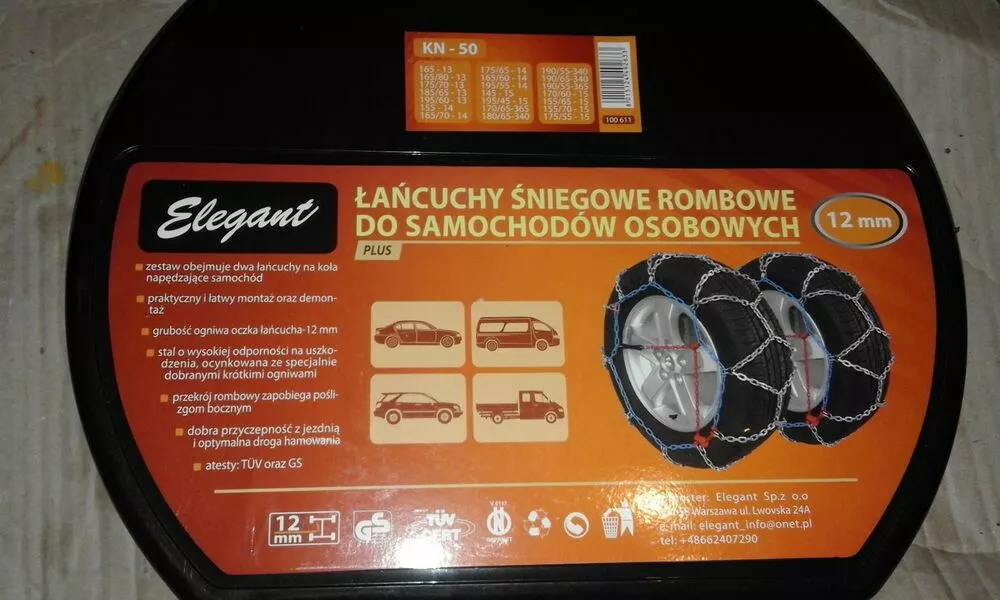 KN - 50
165 - 13
165/80 - 13
175/70 - 13
185/65 - 13
195/60 - 13
155 - 14
165/70 - 14
175/65 - 14
165/60 - 14
195/55 - 14
145 - 15
195/45 - 15
170/65-365
180/65-340
190/55-340
190/65-340
190/55-365
170/60 - 15
155/65 - 15
155/70 - 15
175/55 - 15
100 611
Elegant
ŁAŃCUCHY ŚNIEGOWE ROMBOWE
DO SAMOCHODÓW OSOBOWYCH
PLUS
12 mm
zestaw obejmuje dwa łańcuchy na koła
napędzające samochód
praktyczny i łatwy montaż oraz demon-
taż
grubość ogniwa oczka łańcucha-12 mm
stal o wysokiej odporności na uszko-
dzenia, ocynkowana ze specjalnie
dobranymi krótkimi ogniwami
przekrój rombowy zapobiega pośli-
zgom bocznym
dobra przyczepność z jezdnią
i optymalna droga hamowania
atesty: TÜV oraz GS
12
mm
GS
TÜV
CERT
V 5117
N
Elegant Sp.z o.o
Warszawa ul. Lwovska 24A
e-mail: elegant_info@onet.pl
tel: +48662407290